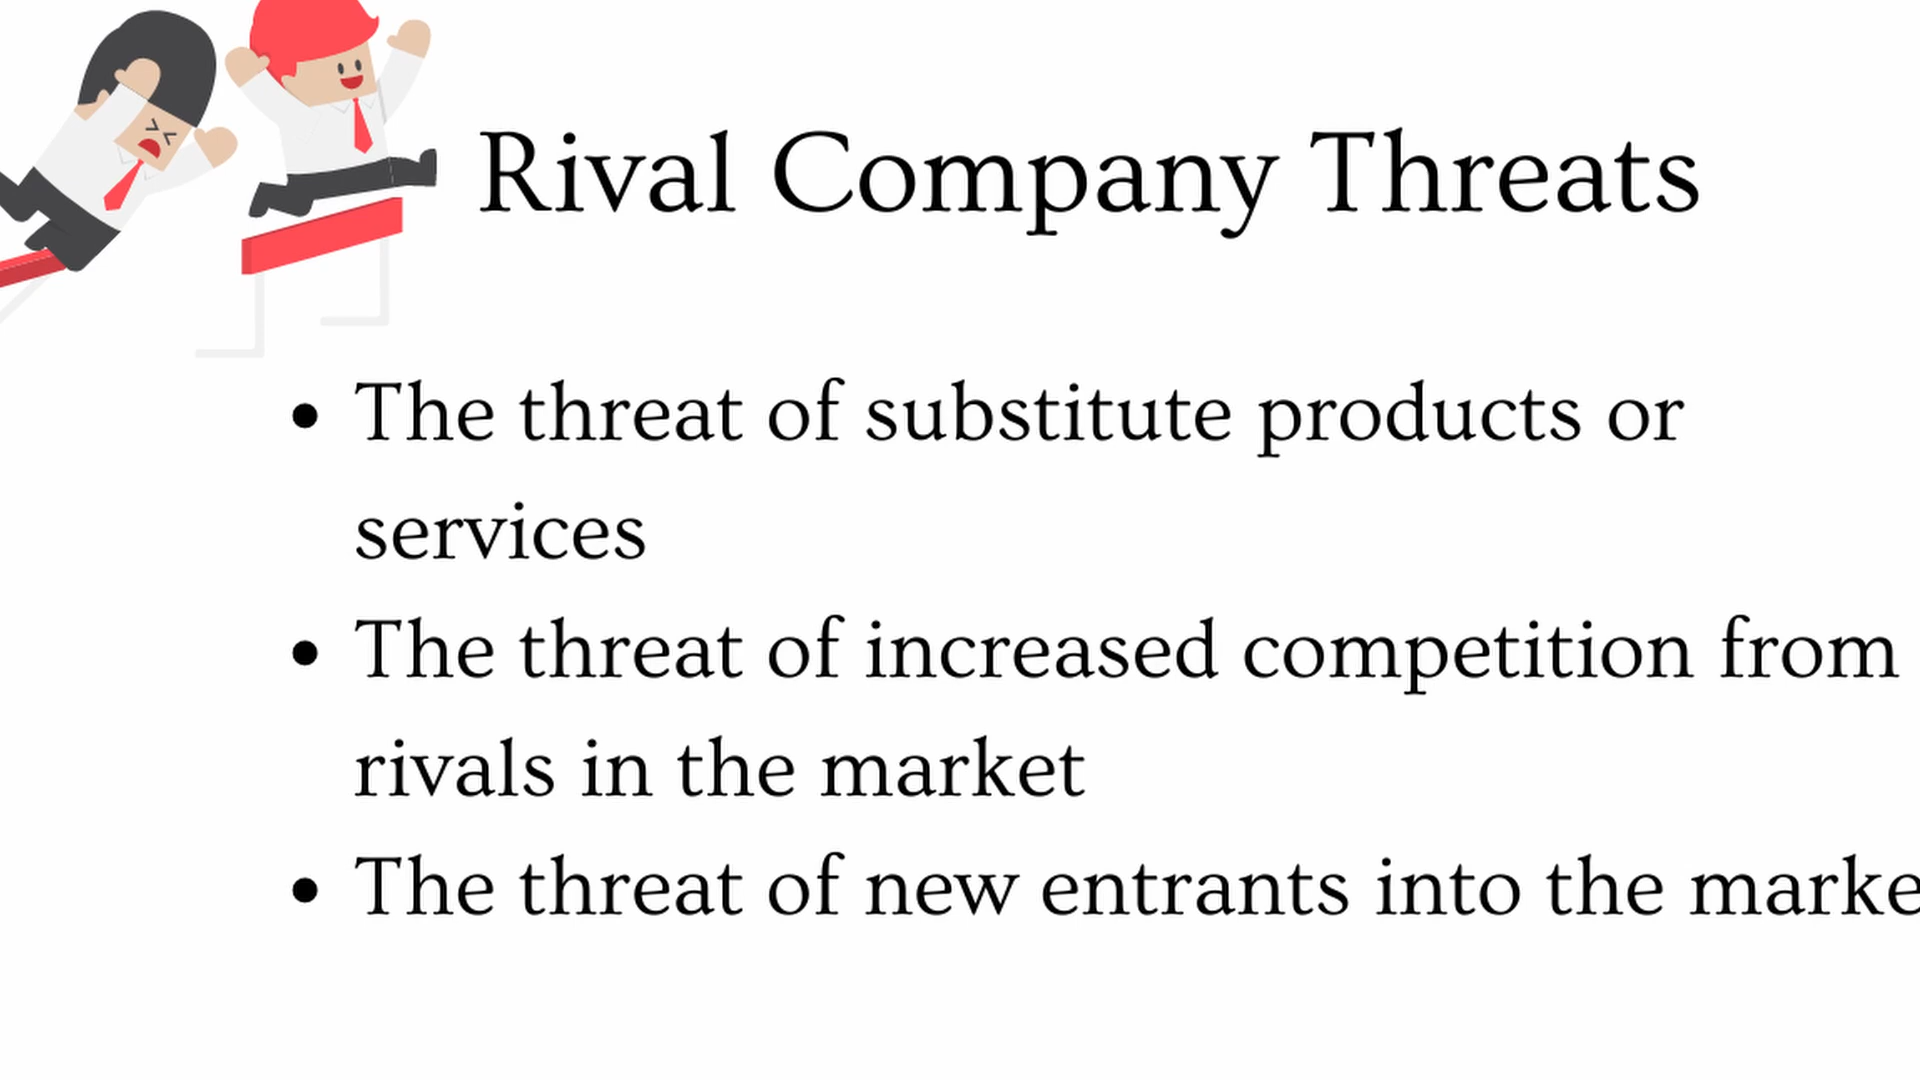 Rival Company Threats
• The threat of substitute products or
services
• The threat of increased competition from
rivals in the market
• The threat of new entrants into the marke